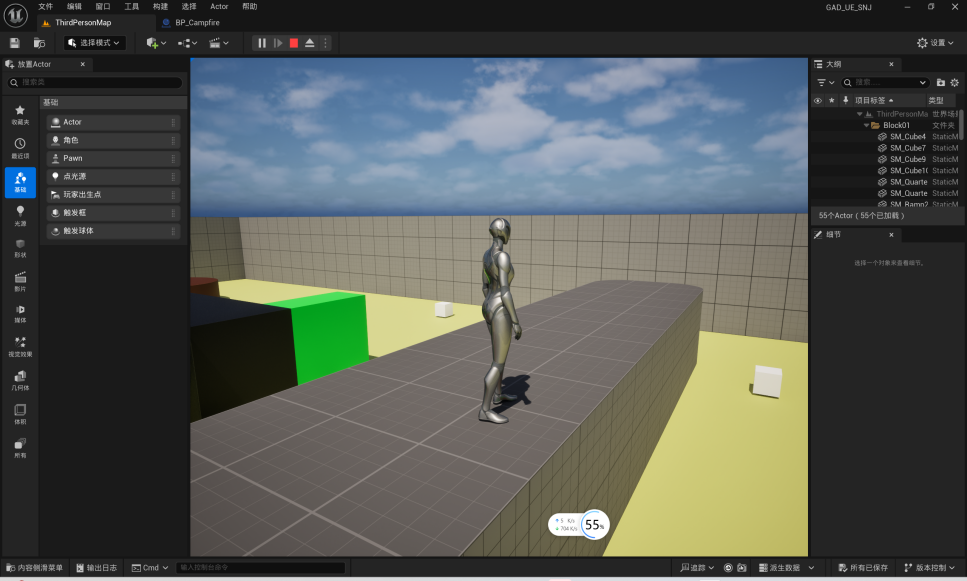 文件 编辑 窗口 工具 构建 选择 Actor 帮助
GAD_UE_SNJ
ThirdPersonMap
BP_Campfire
选择模式
设置
放置Actor
搜索类
收藏夹
最近项
基础
光源
形状
影片
媒体
视觉效果
几何体
体积
所有
基础
Actor
角色
Pawn
点光源
玩家出生点
触发框
触发球体
大纲
搜索...
项目标签 类型
ThirdPersonMa 世界场景
Block01 文件夹
SM_Cube4 StaticM
SM_Cube7 StaticM
SM_Cube9 StaticM
SM_Cube10 StaticM
SM_Quarte StaticM
SM_Quarte StaticM
SM_Ramp2 StaticM
55个Actor（55个已加载）
细节
选择一个对象来查看细节。
5 K/s
704 K/s
55%
内容侧滑菜单 输出日志 Cmd 输入控制台命令
追踪 派生数据 所有已保存 版本控制